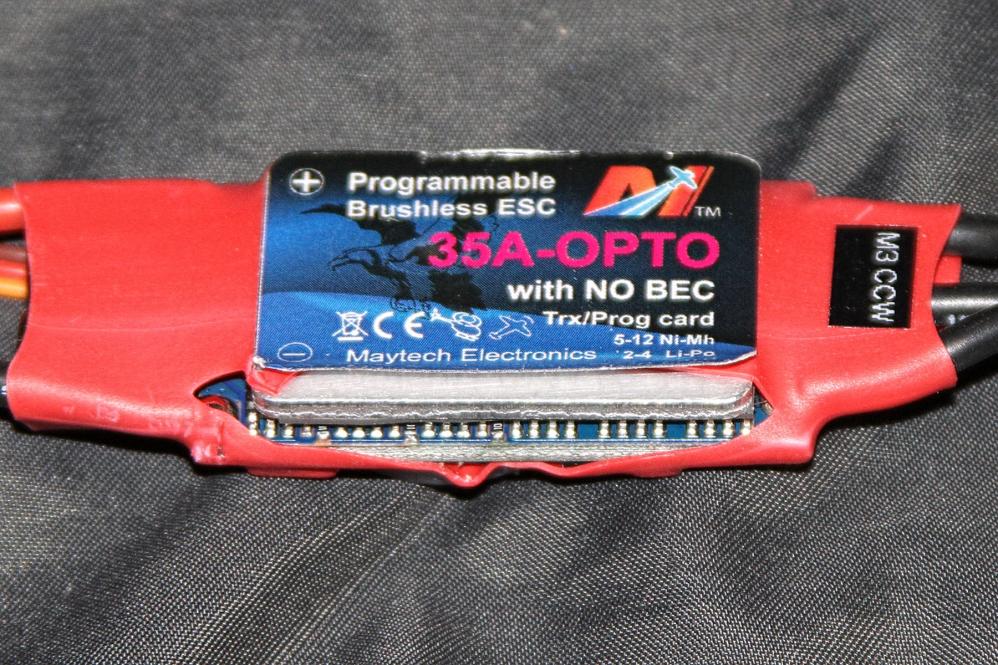 Programmable
Brushless ESC
TM
35A-OPTO
with NO BEC
Trx/Prog card
CE
5-12 Ni-Mh
2-4 Li-Po
Maytech Electronics
M3 CCW